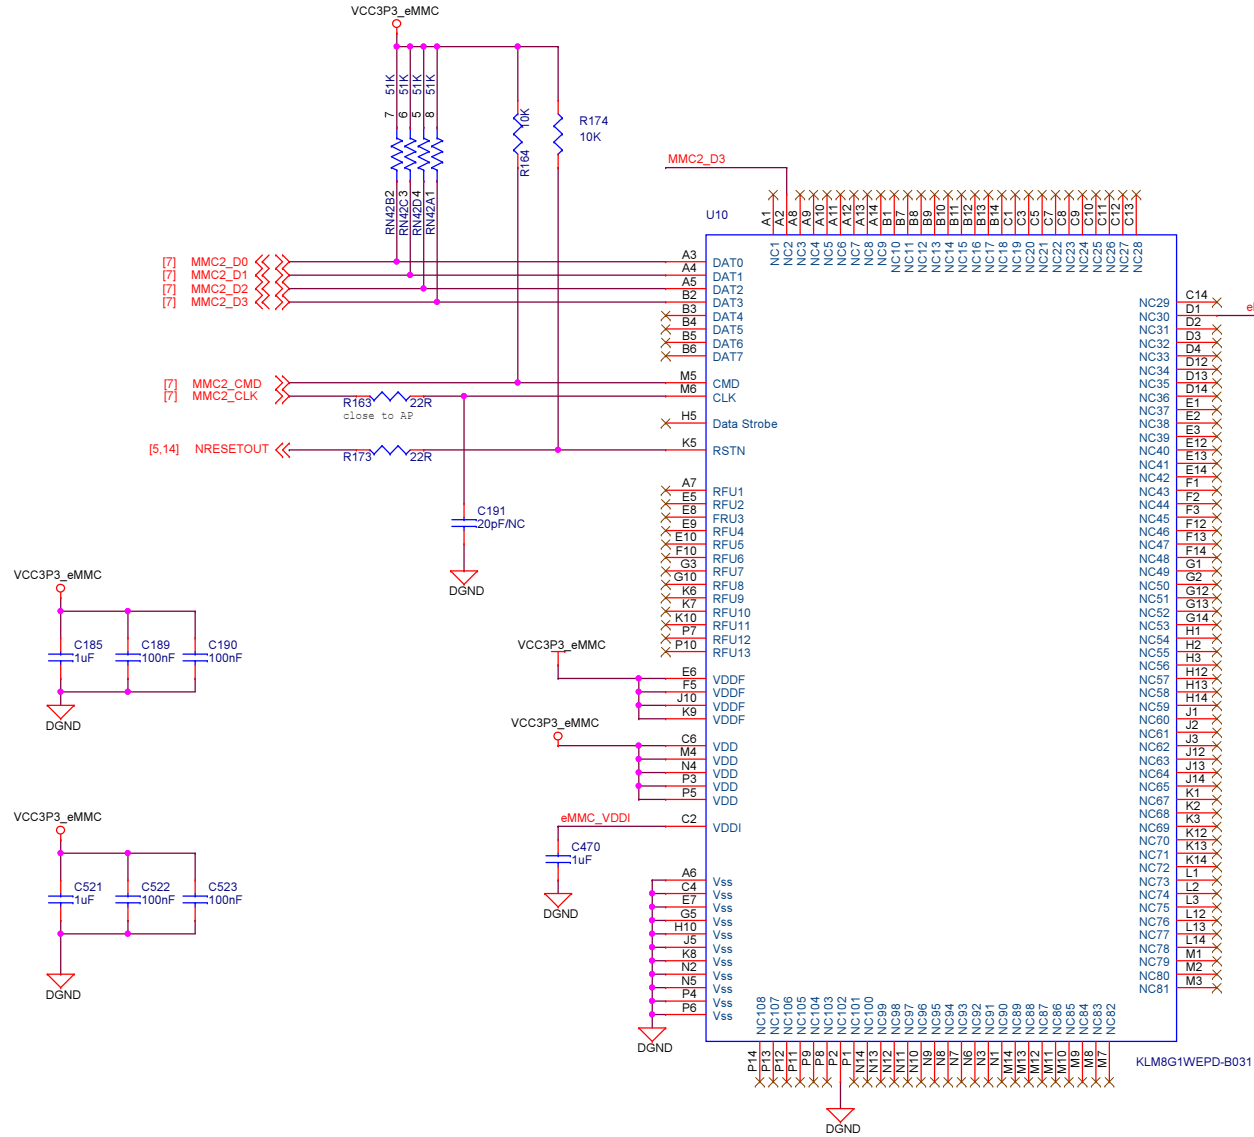 VCC3P3_eMMC
51K
51K
51K
51K
7
6
5
8
RN42B2
RN42C3
RN42D4
RN42A1
10K
R164
R174
10K
MMC2_D3
U10
A1
A2
A8
A9
A10
A11
A12
A13
A14
B1
B7
B8
B9
B10
B11
B12
B13
B14
C1
C3
C5
C7
C8
C9
C10
C11
C12
C13
NC1
NC2
NC3
NC4
NC5
NC6
NC7
NC8
NC9
NC10
NC11
NC12
NC13
NC14
NC15
NC16
NC17
NC18
NC19
NC20
NC21
NC22
NC23
NC24
NC25
NC26
NC27
NC28
[7] MMC2_D0
[7] MMC2_D1
[7] MMC2_D2
[7] MMC2_D3
A3 DAT0
A4 DAT1
A5 DAT2
B2 DAT3
B3 DAT4
B4 DAT5
B5 DAT6
B6 DAT7
[7] MMC2_CMD
[7] MMC2_CLK
R163 22R
close to AP
M5 CMD
M6 CLK
H5 Data Strobe
[5,14] NRESETOUT
R173 22R
K5 RSTN
C191
20pF/NC
DGND
A7 RFU1
E5 RFU2
E8 FRU3
E9 RFU4
E10 RFU5
F10 RFU6
G3 RFU7
G10 RFU8
K6 RFU9
K7 RFU10
K10 RFU11
P7 RFU12
P10 RFU13
VCC3P3_eMMC
E6 VDDF
F5 VDDF
J10 VDDF
K9 VDDF
VCC3P3_eMMC
C6 VDD
M4 VDD
N4 VDD
P3 VDD
P5 VDD
eMMC_VDDI
C2 VDDI
C470
1uF
DGND
A6 Vss
C4 Vss
E7 Vss
G5 Vss
H10 Vss
J5 Vss
K8 Vss
N2 Vss
N5 Vss
P4 Vss
P6 Vss
DGND
NC29 C14
NC30 D1
NC31 D2
NC32 D3
NC33 D4
NC34 D12
NC35 D13
NC36 D14
NC37 E1
NC38 E2
NC39 E3
NC40 E12
NC41 E13
NC42 E14
NC43 F1
NC44 F2
NC45 F3
NC46 F12
NC47 F13
NC48 F14
NC49 G1
NC50 G2
NC51 G12
NC52 G13
NC53 G14
NC54 H1
NC55 H2
NC56 H3
NC57 H12
NC58 H13
NC59 H14
NC60 J1
NC61 J2
NC62 J3
NC63 J12
NC64 J13
NC65 J14
NC67 K1
NC68 K2
NC69 K3
NC70 K12
NC71 K13
NC72 K14
NC73 L1
NC74 L2
NC75 L3
NC76 L12
NC77 L13
NC78 L14
NC79 M1
NC80 M2
NC81 M3
NC108
NC107
NC106
NC105
NC104
NC103
NC102
NC101
NC100
NC99
NC98
NC97
NC96
NC95
NC94
NC93
NC92
NC91
NC90
NC89
NC88
NC87
NC86
NC85
NC84
NC83
NC82
P14
P13
P12
P11
P9
P8
P2
P1
N14
N13
N12
N11
N10
N9
N8
N7
N6
N3
N1
M14
M13
M12
M11
M10
M9
M8
M7
KLM8G1WEPD-B031
DGND
VCC3P3_eMMC
C185
1uF
C189
100nF
C190
100nF
DGND
VCC3P3_eMMC
C521
1uF
C522
100nF
C523
100nF
DGND